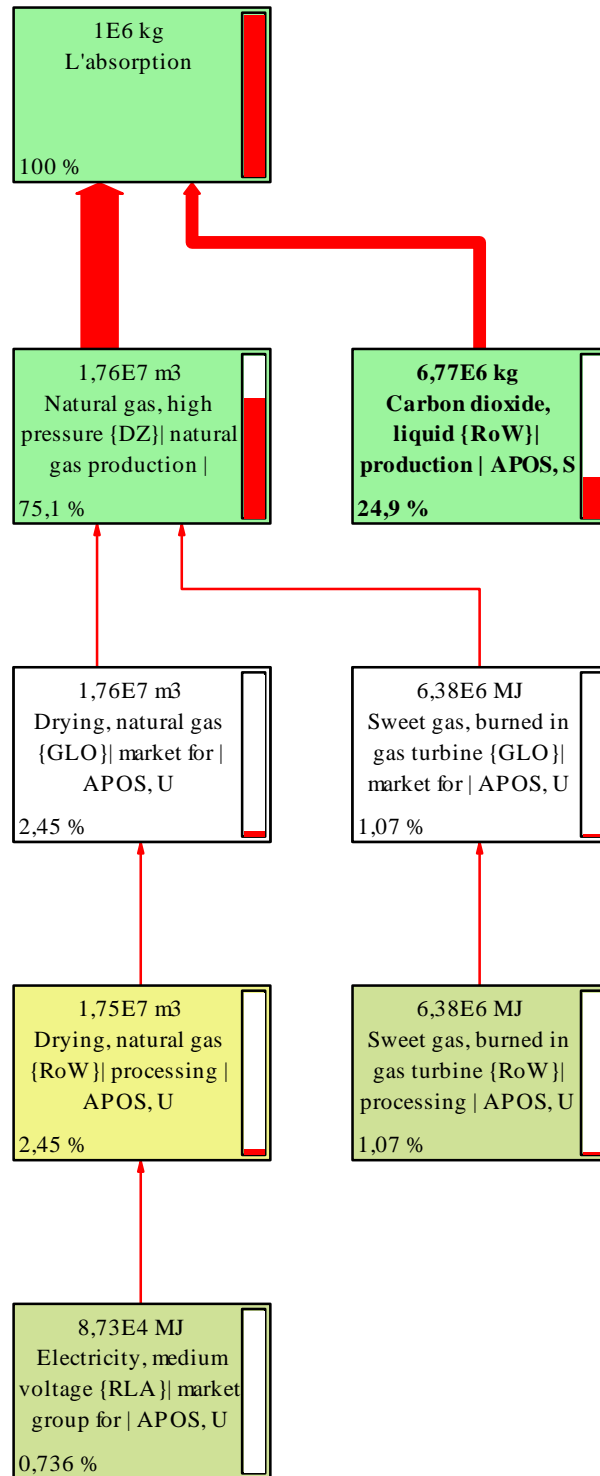 1E6 kg
L'absorption
100 %
1,76E7 m3
Natural gas, high
pressure {DZ}| natural
gas production |
75,1 %
6,77E6 kg
Carbon dioxide,
liquid {RoW}|
production | APOS, S
24,9 %
1,76E7 m3
Drying, natural gas
{GLO}| market for |
APOS, U
2,45 %
6,38E6 MJ
Sweet gas, burned in
gas turbine {GLO}|
market for | APOS, U
1,07 %
1,75E7 m3
Drying, natural gas
{RoW}| processing |
APOS, U
2,45 %
6,38E6 MJ
Sweet gas, burned in
gas turbine {RoW}|
processing | APOS, U
1,07 %
8,73E4 MJ
Electricity, medium
voltage {RLA}| market
group for | APOS, U
0,736 %